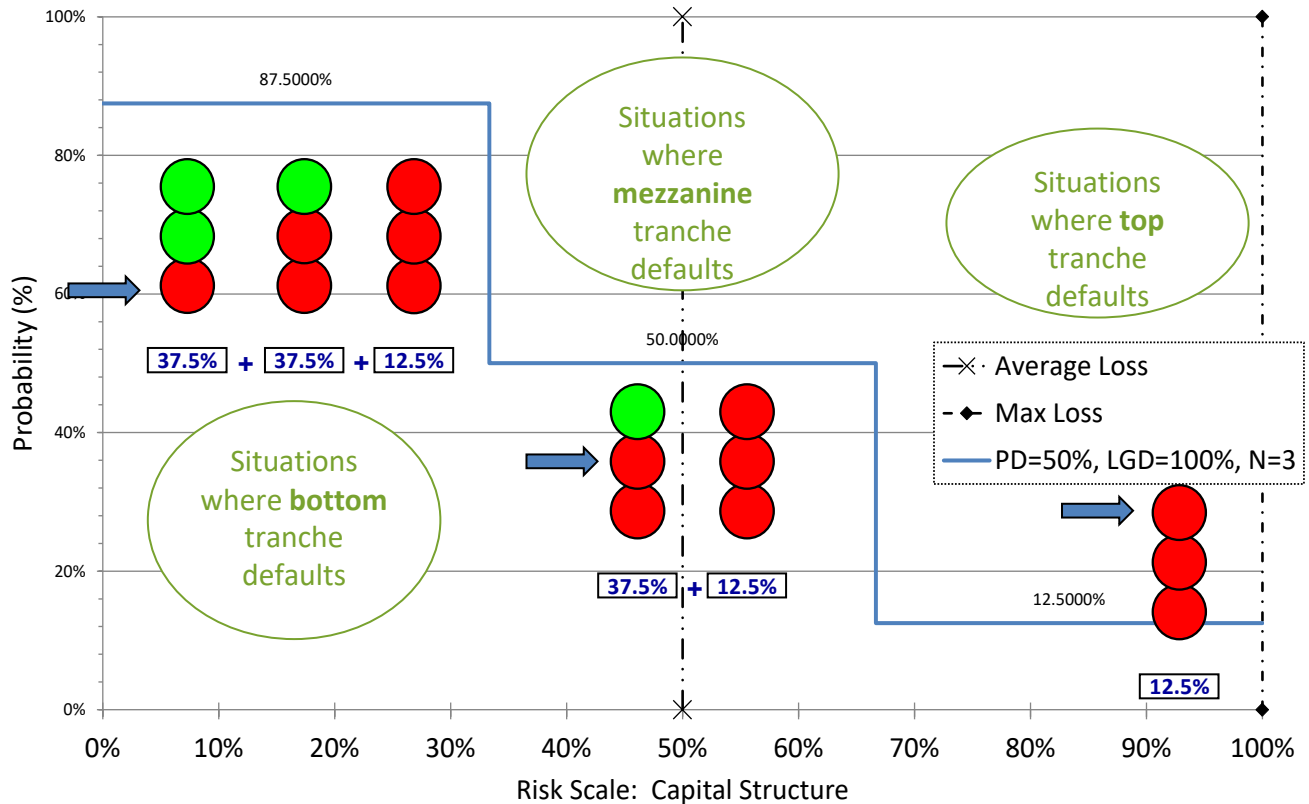 100%
87.5000%
Situations
where
mezzanine
tranche
defaults
Situations
where top
tranche
defaults
80%
Probability (%)
60%
37.5% + 37.5% + 12.5%
50.0000%
Average Loss
Max Loss
PD=50%, LGD=100%, N=3
40%
Situations
where bottom
tranche
defaults
20%
37.5% + 12.5%
12.5000%
12.5%
0%
0% 10% 20% 30% 40% 50% 60% 70% 80% 90% 100%
Risk Scale: Capital Structure